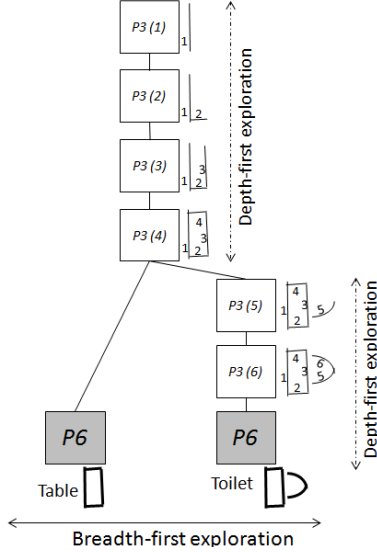 P3 (1)
1
P3 (2)
1 2
P3 (3)
3
1 2
P3 (4)
4
3
1 2
Depth-first exploration
P3 (5)
4
1 3 5
2
P3 (6)
4 6
1 3 5
2
Depth-first exploration
P6
P6
Table
Toilet
Breadth-first exploration